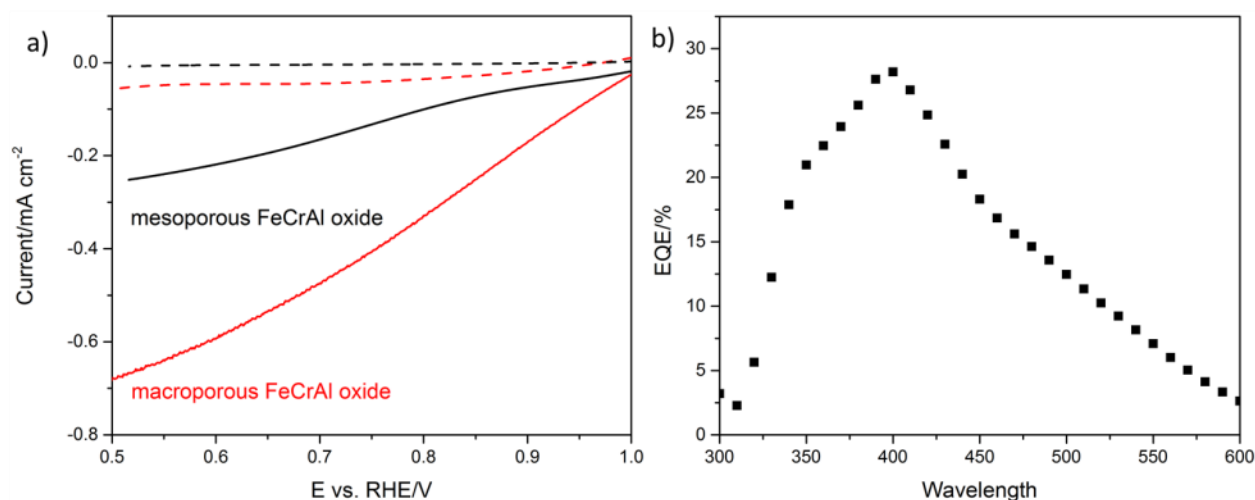 a)
Current/mA cm-2
0.0
-0.2
-0.4
-0.6
-0.8
mesoporous FeCrAl oxide
macroporous FeCrAl oxide
0.5 0.6 0.7 0.8 0.9 1.0
E vs. RHE/V
b)
EQE/%
30
25
20
15
10
5
0
300 350 400 450 500 550 600
Wavelength